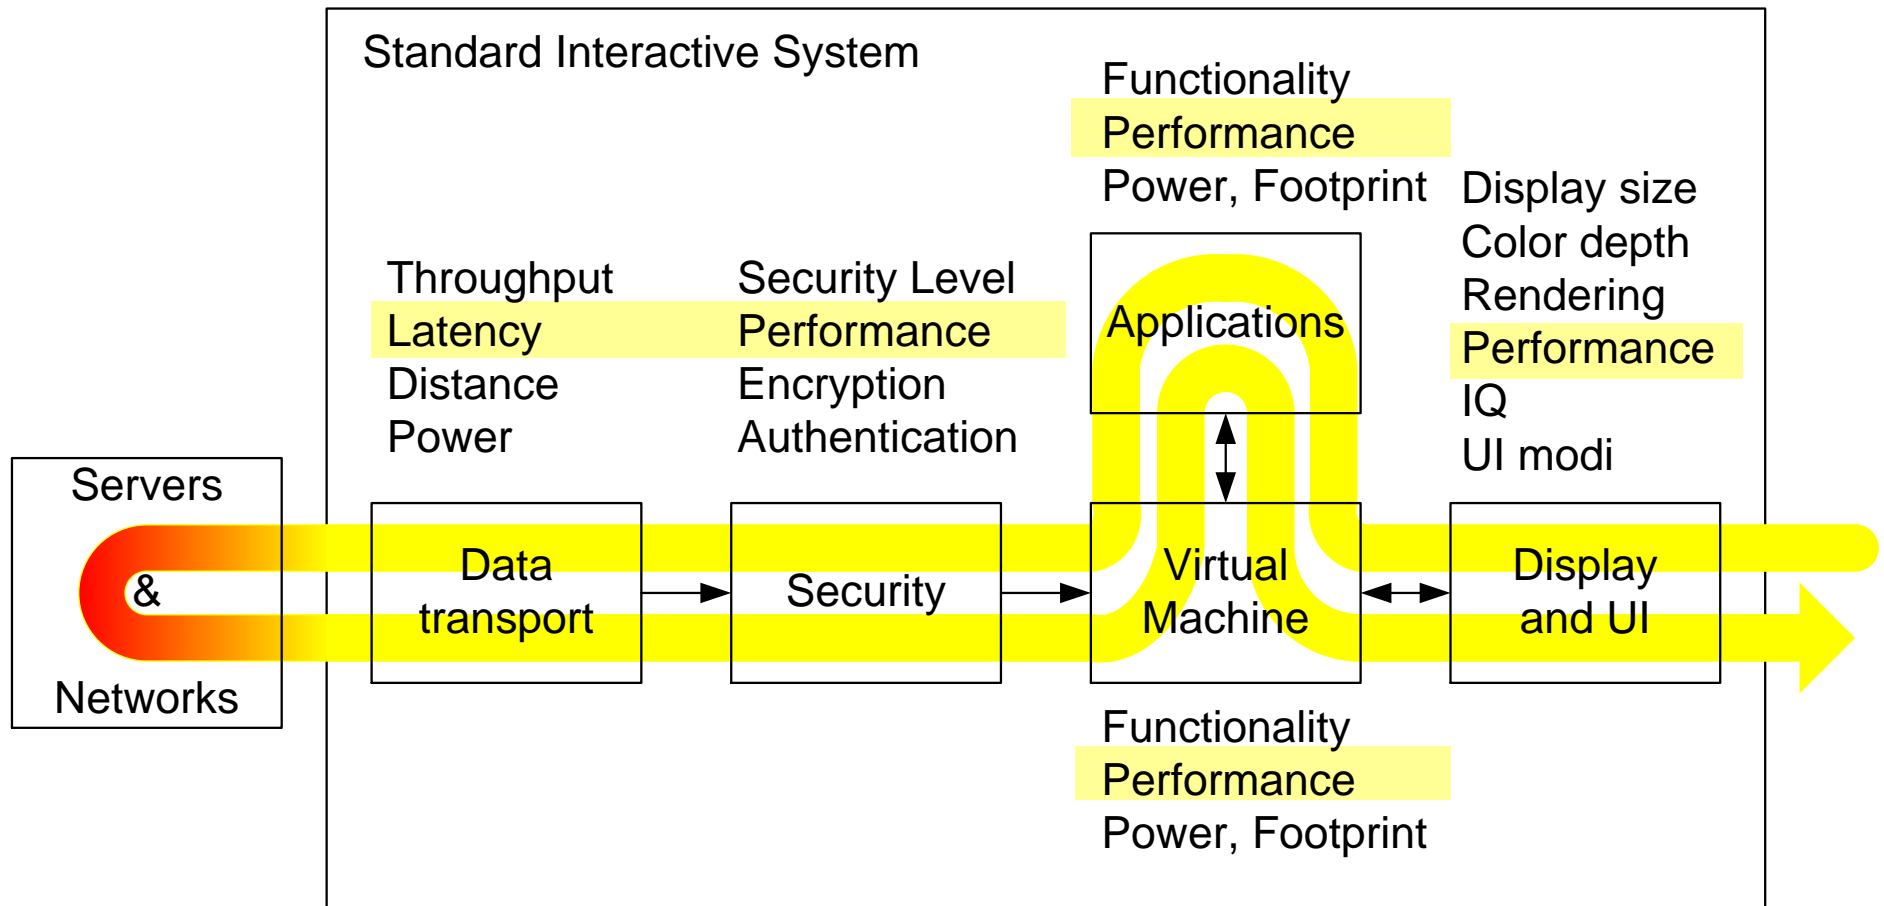 Standard Interactive System
Functionality
Performance
Power, Footprint
Display size
Color depth
Rendering
Performance
IQ
UI modi
Throughput
Latency
Distance
Power
Security Level
Performance
Encryption
Authentication
Applications
Servers
&
Networks
Data
transport
Security
Virtual
Machine
Display
and UI
Functionality
Performance
Power, Footprint